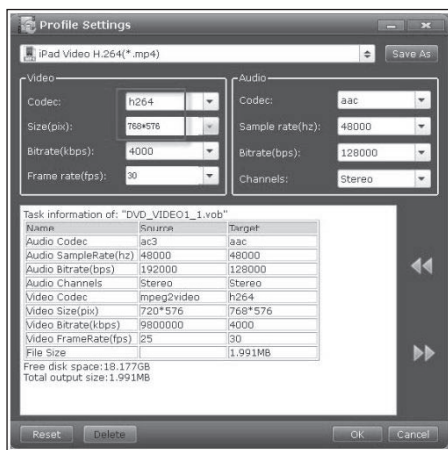 Profile Settings
iPad Video H.264(*.mp4)
Save As
Video
Codec: h264
Size(pix): 768*576
Bitrate(kbps): 4000
Frame rate(fps): 30
Audio
Codec: aac
Sample rate(hz): 48000
Bitrate(bps): 128000
Channels: Stereo
Task information of: "DVD_VIDEO1_1.vob"
Name Source Target
Audio Codec ac3 aac
Audio SampleRate(hz) 48000 48000
Audio Bitrate(bps) 192000 128000
Audio Channels Stereo Stereo
Video Codec mpeg2video h264
Video Size(pix) 720*576 768*576
Video Bitrate(kbps) 9800000 4000
Video FrameRate(fps) 25 30
File Size 1.991MB
Free disk space:18.177GB
Total output size:1.991MB
Reset Delete OK Cancel